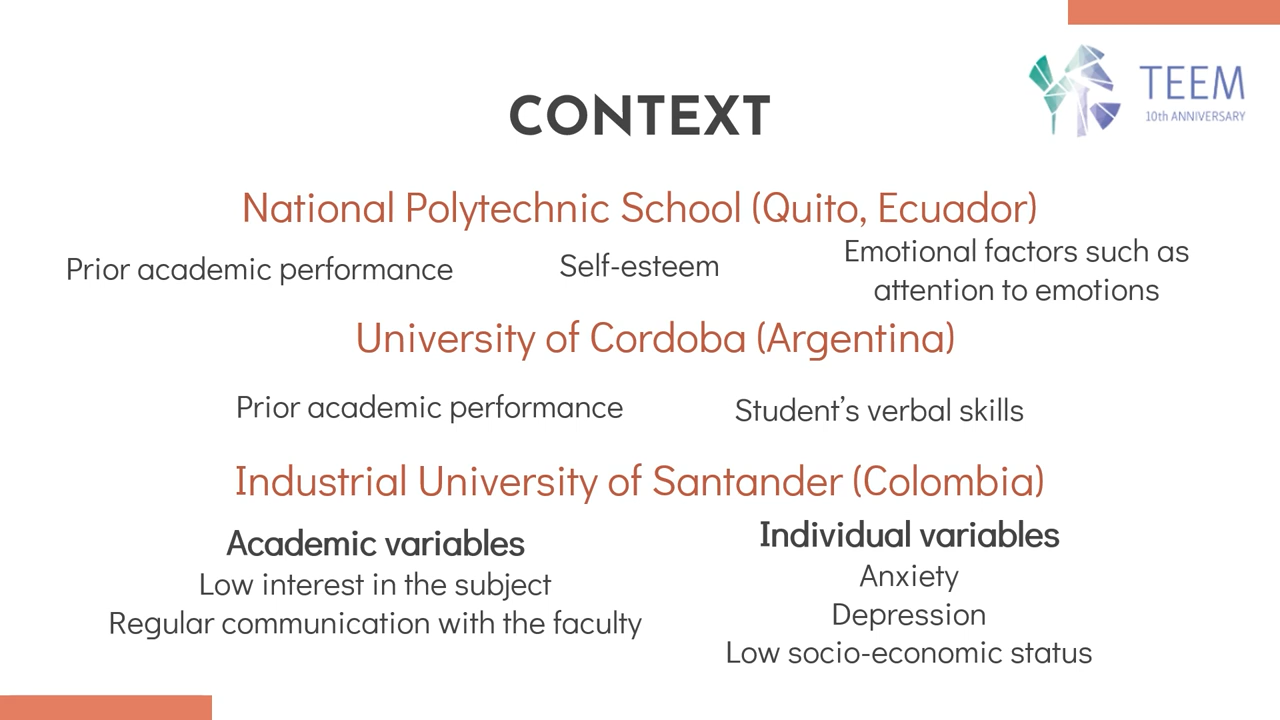 TEEM
10th ANNIVERSARY
CONTEXT
National Polytechnic School (Quito, Ecuador)
Prior academic performance
Self-esteem
Emotional factors such as
attention to emotions
University of Cordoba (Argentina)
Prior academic performance
Student’s verbal skills
Industrial University of Santander (Colombia)
Academic variables
Low interest in the subject
Regular communication with the faculty
Individual variables
Anxiety
Depression
Low socio-economic status